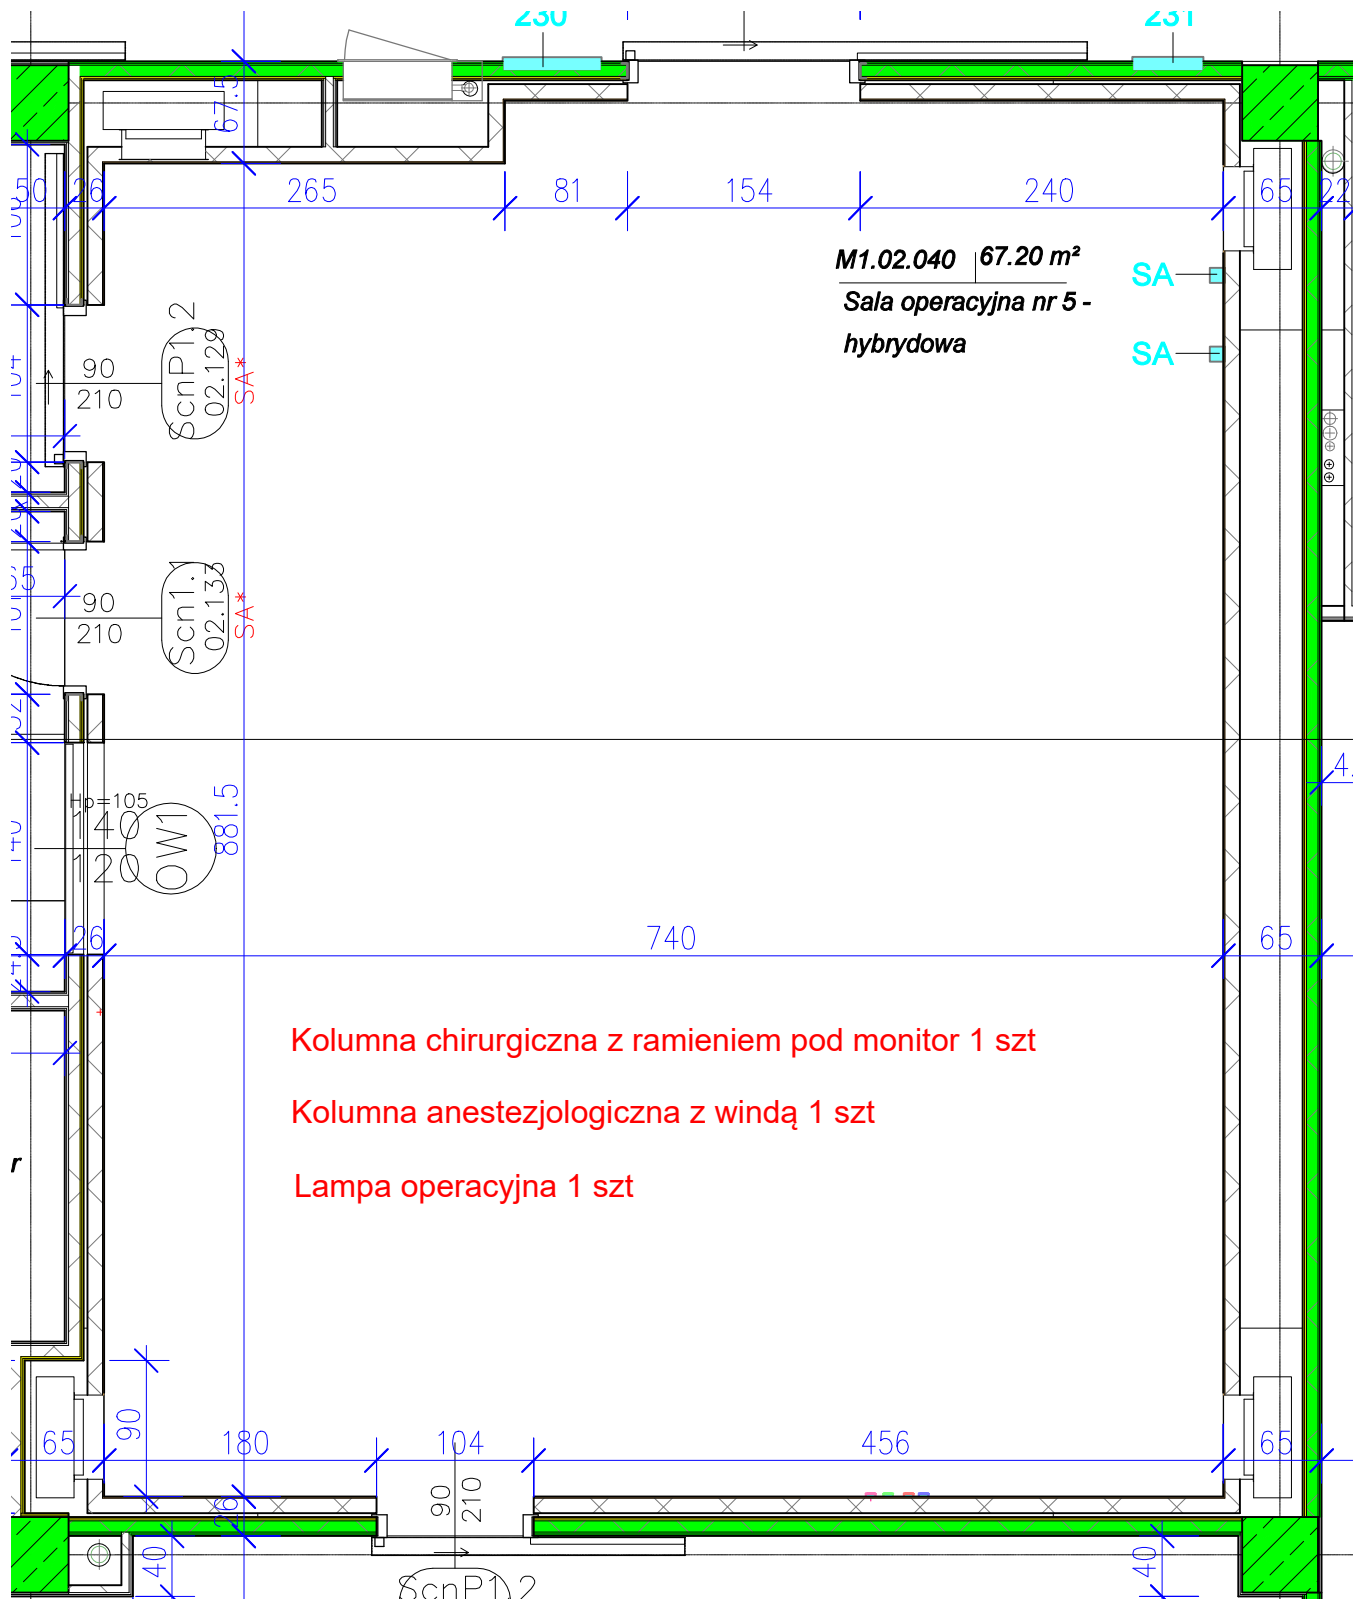 230
231
67.5
50
26
265
81
154
240
65
22
M1.02.040
67.20 m²
Sala operacyjna nr 5 -
hybrydowa
SA
SA
90
210
ScnP1.2
02.129
SA*
90
210
Scn1.1
02.133
SA*
Hp=105
140
120
OW1
881.5
26
740
65
Kolumna chirurgiczna z ramieniem pod monitor 1 szt
Kolumna anestezjologiczna z windą 1 szt
r
Lampa operacyjna 1 szt
65
90
180
104
456
65
90
210
26
40
40
ScnP1.2